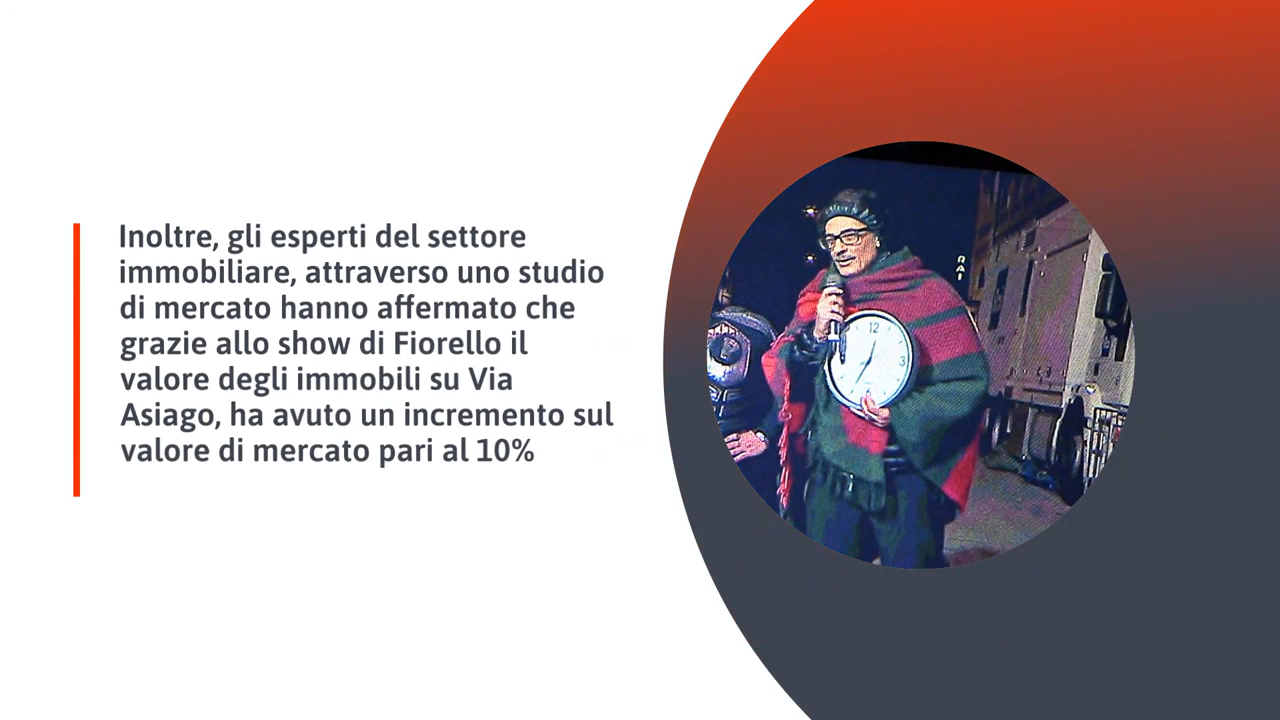 Inoltre, gli esperti del settore
immobiliare, attraverso uno studio
di mercato hanno affermato che
grazie allo show di Fiorello il
valore degli immobili su Via
Asiago, ha avuto un incremento sul
valore di mercato pari al 10%
RAI
12
3